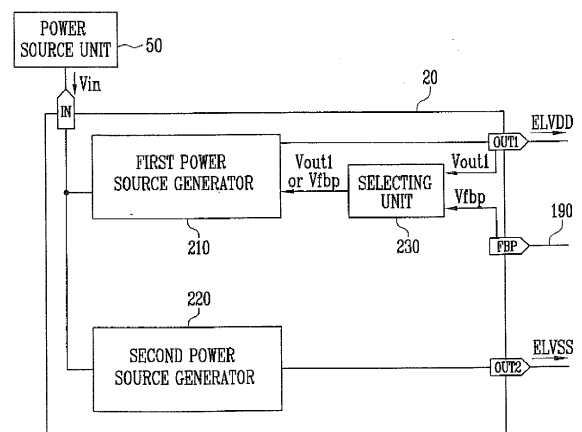 POWER
SOURCE UNIT
50
Vin
IN
20
ELVDD
OUT1
FIRST POWER
SOURCE GENERATOR
Vout1
or Vfbp
SELECTING
UNIT
Vout1
Vfbp
210
230
190
FBP
220
SECOND POWER
SOURCE GENERATOR
ELVSS
OUT2